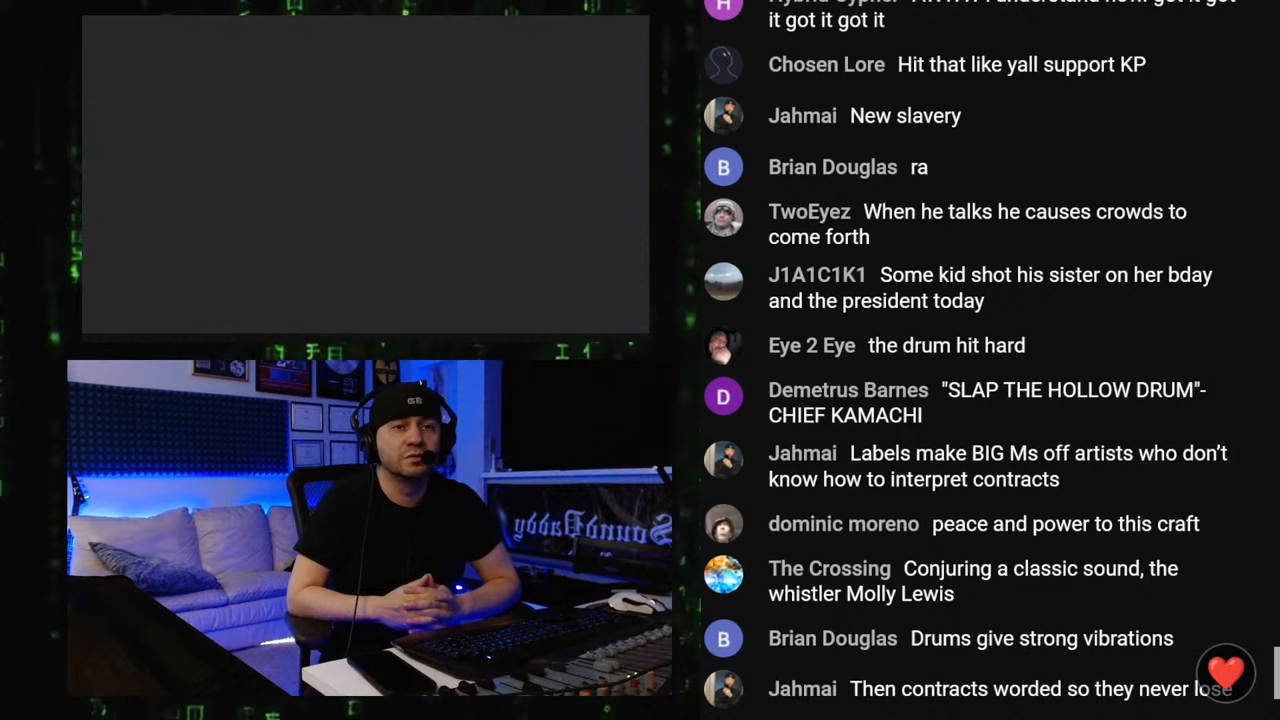 it got it got it
Chosen Lore Hit that like yall support KP
Jahmai New slavery
B Brian Douglas ra
TwoEyez When he talks he causes crowds to
come forth
J1A1C1K1 Some kid shot his sister on her bday
and the president today
Eye 2 Eye the drum hit hard
D Demetrus Barnes "SLAP THE HOLLOW DRUM"-
CHIEF KAMACHI
Jahmai Labels make BIG Ms off artists who don't
know how to interpret contracts
dominic moreno peace and power to this craft
The Crossing Conjuring a classic sound, the
whistler Molly Lewis
B Brian Douglas Drums give strong vibrations
Jahmai Then contracts worded so they never lose
SoundDaddy